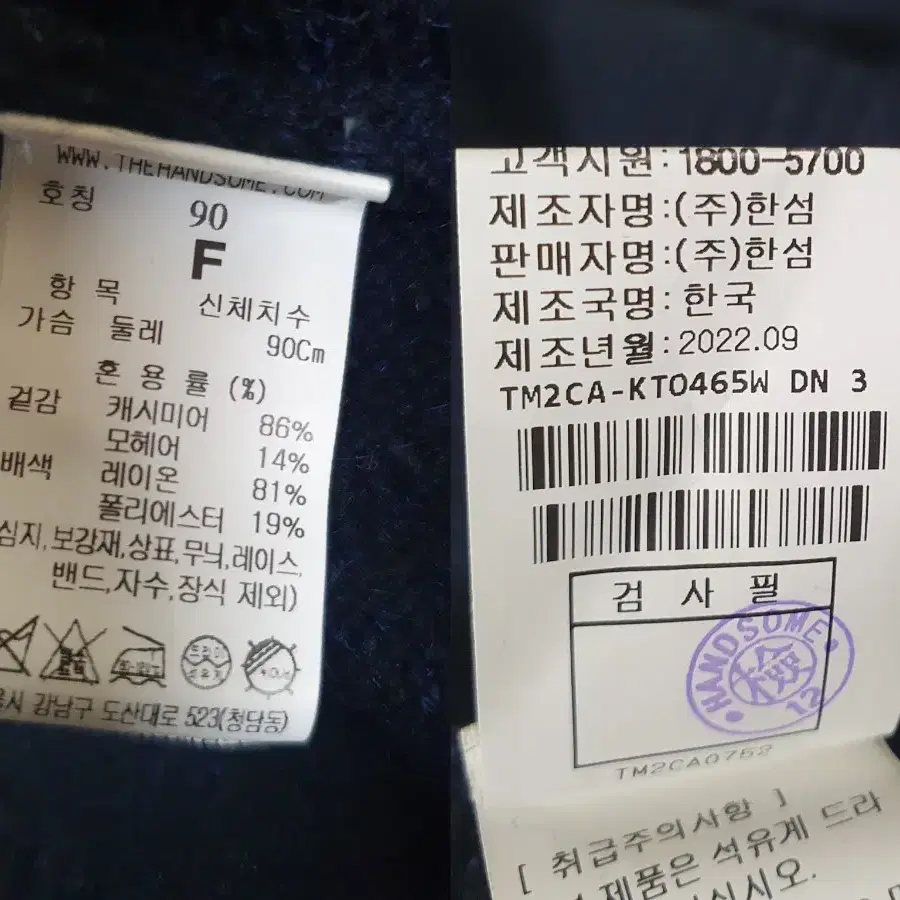 WWW.THEHANDSOME.COM
호칭 90
F
항 목 신체치수
가슴 둘레 90Cm
혼 용 률 (%)
겉감 캐시미어 86%
모헤어 14%
배색 레이온 81%
폴리에스터 19%
심지,보강재,상표,무늬,레이스,
밴드,자수,장식 제외)
강남구 도산대로 523(청담동)
고객지원:1800-5700
제조자명:(주)한섬
판매자명:(주)한섬
제조국명:한국
제조년월:2022.09
TM2CA-KT0465W DN 3
검 사 필
HANDSOME
12
TM2CA0752
[ 취급주의사항 ]
제품은 석유계 드라
십시오.